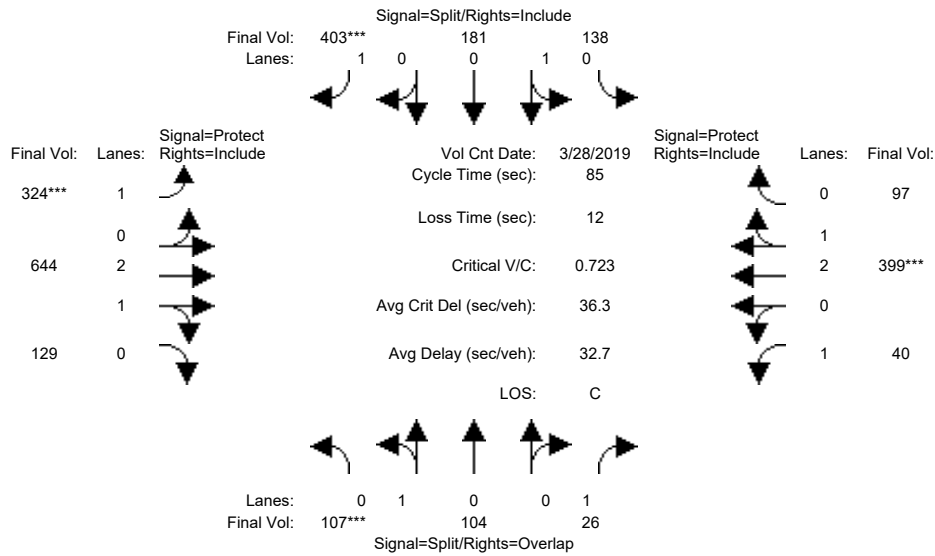 Signal=Split/Rights=Include
Final Vol: 403*** 181 138
Lanes: 1 0 0 1 0
Signal=Protect Signal=Protect
Final Vol: Lanes: Rights=Include Vol Cnt Date: 3/28/2019 Rights=Include Lanes: Final Vol:
Cycle Time (sec): 85
324*** 1 0 97
Loss Time (sec): 12
0 1
644 2 Critical V/C: 0.723 2 399***
1 Avg Crit Del (sec/veh): 36.3 0
129 0 Avg Delay (sec/veh): 32.7 1 40
LOS: C
Lanes: 0 1 0 0 1
Final Vol: 107*** 104 26
Signal=Split/Rights=Overlap